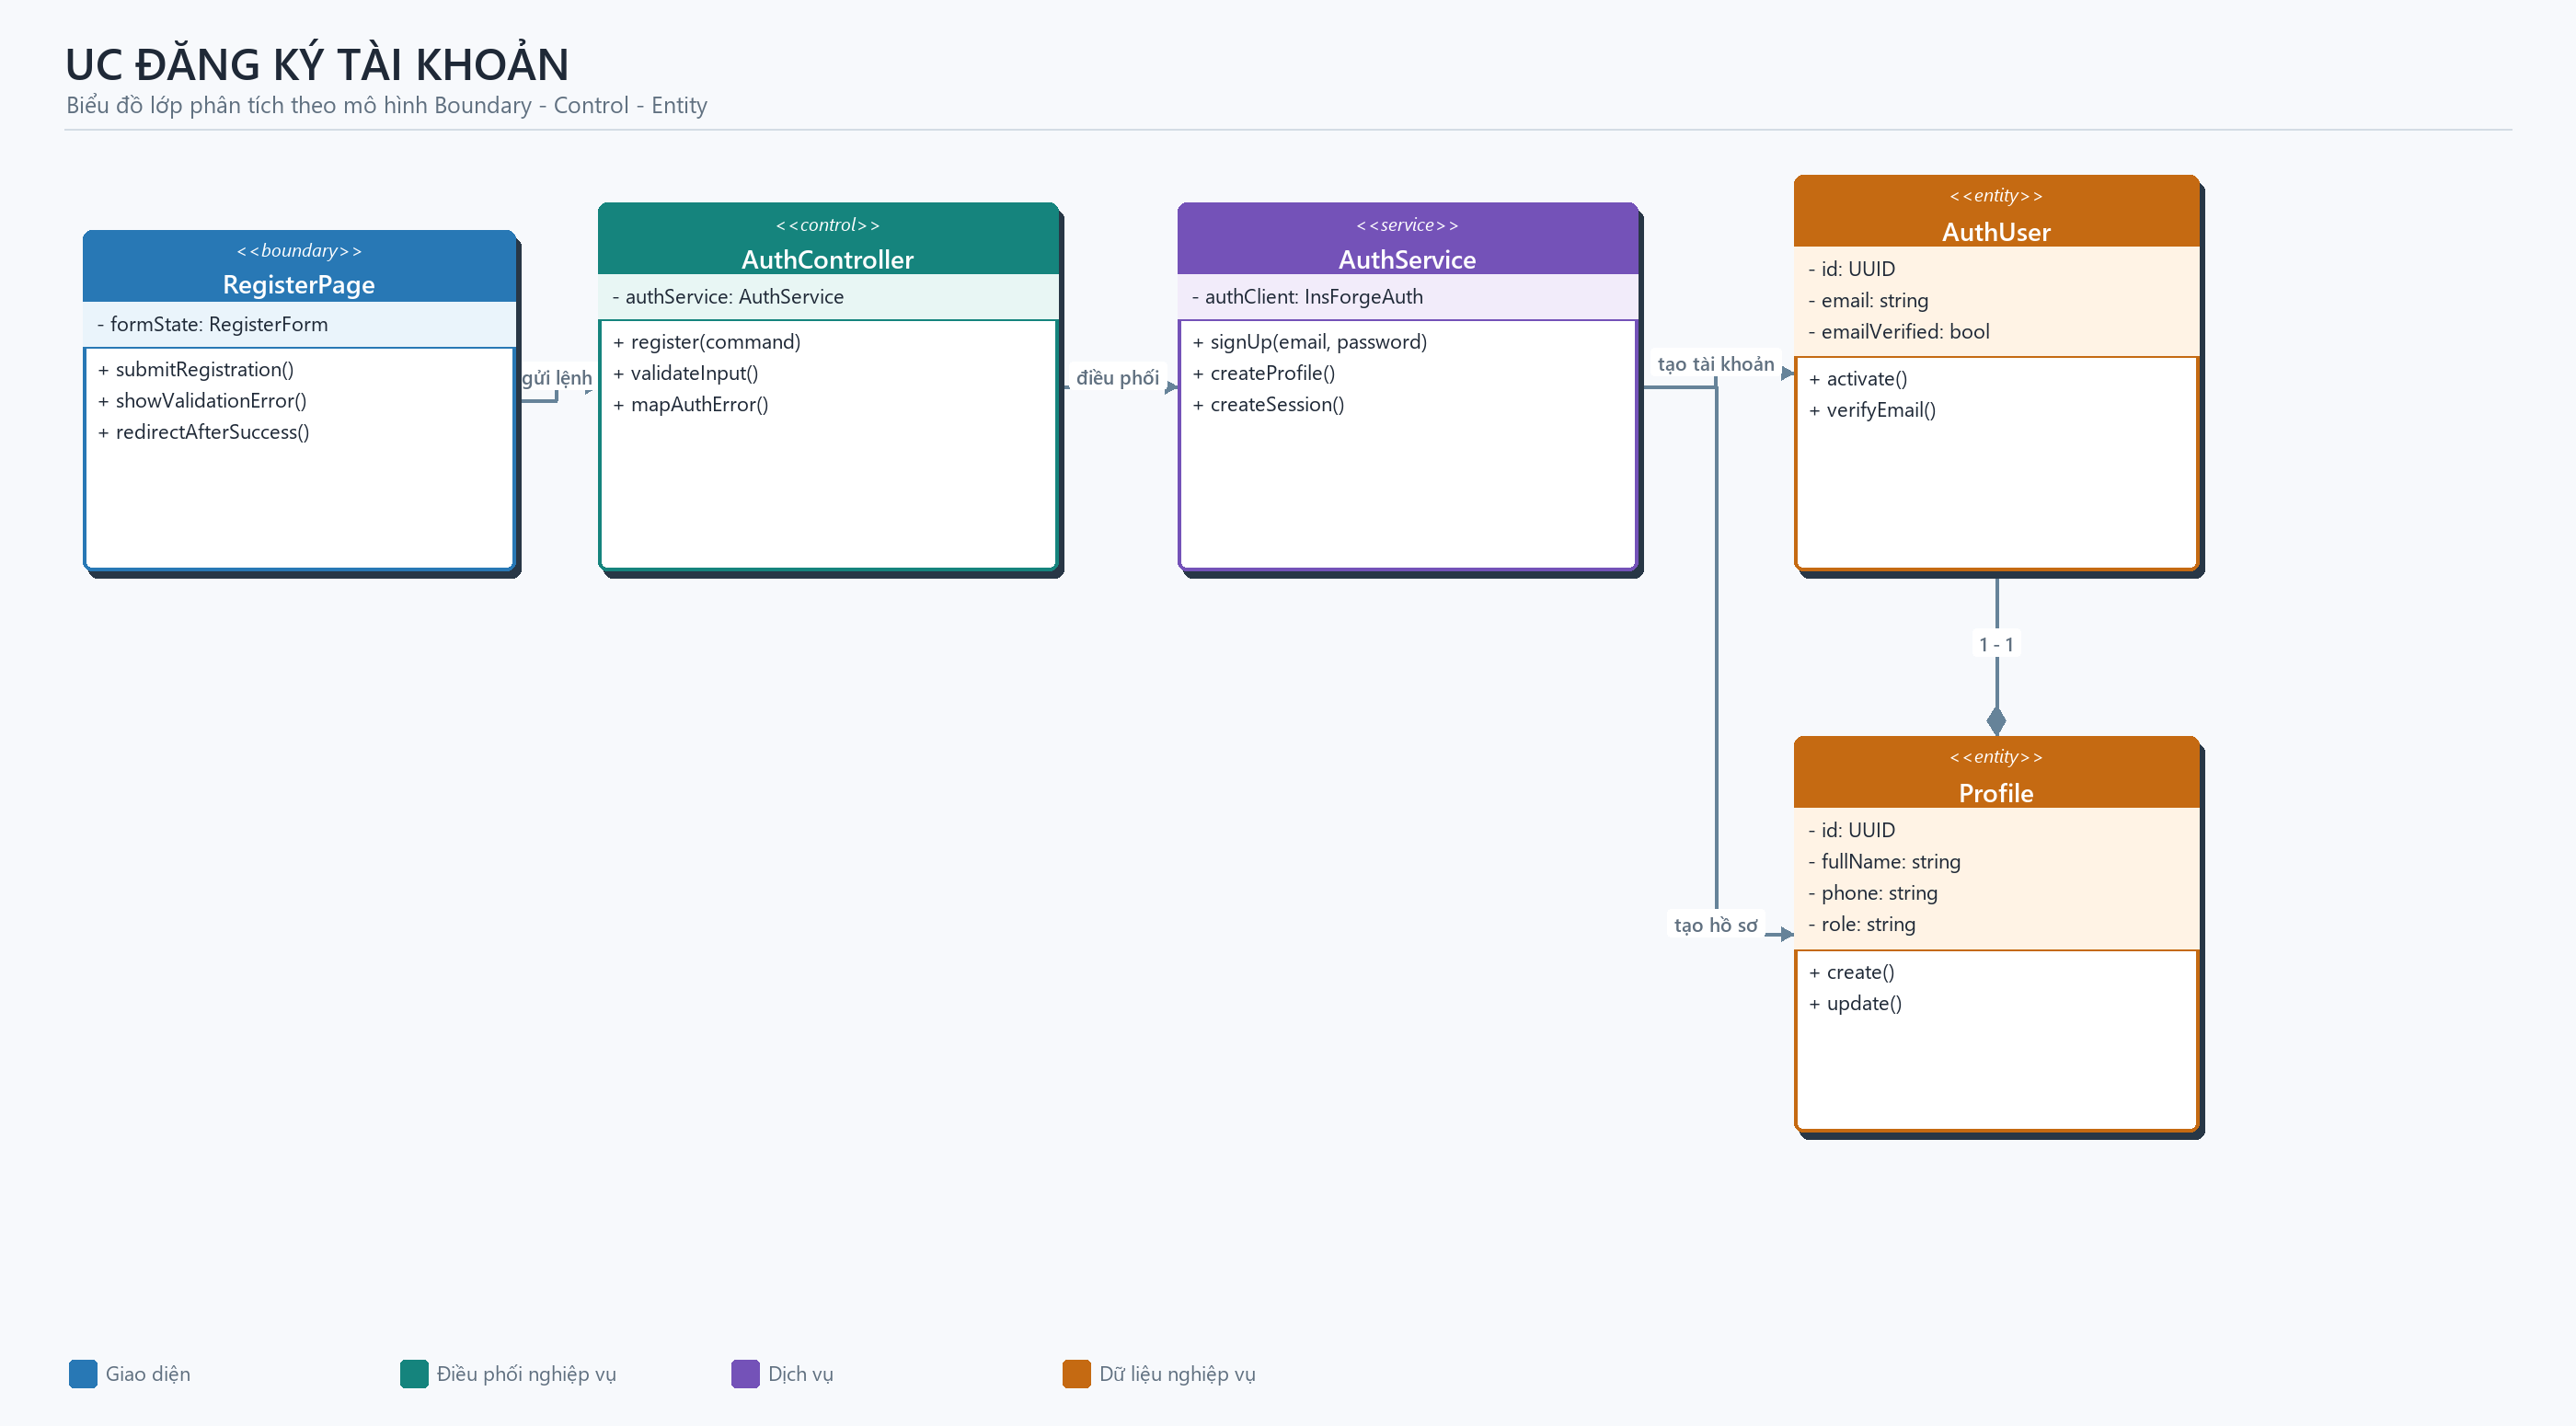 UC ĐĂNG KÝ TÀI KHOẢN
Biểu đồ lớp phân tích theo mô hình Boundary - Control - Entity
<<boundary>>
RegisterPage
- formState: RegisterForm
+ submitRegistration()
+ showValidationError()
+ redirectAfterSuccess()
gửi lệnh
<<control>>
AuthController
- authService: AuthService
+ register(command)
+ validateInput()
+ mapAuthError()
điều phối
<<service>>
AuthService
- authClient: InsForgeAuth
+ signUp(email, password)
+ createProfile()
+ createSession()
tạo tài khoản
<<entity>>
AuthUser
- id: UUID
- email: string
- emailVerified: bool
+ activate()
+ verifyEmail()
1 - 1
tạo hồ sơ
<<entity>>
Profile
- id: UUID
- fullName: string
- phone: string
- role: string
+ create()
+ update()
Giao diện
Điều phối nghiệp vụ
Dịch vụ
Dữ liệu nghiệp vụ